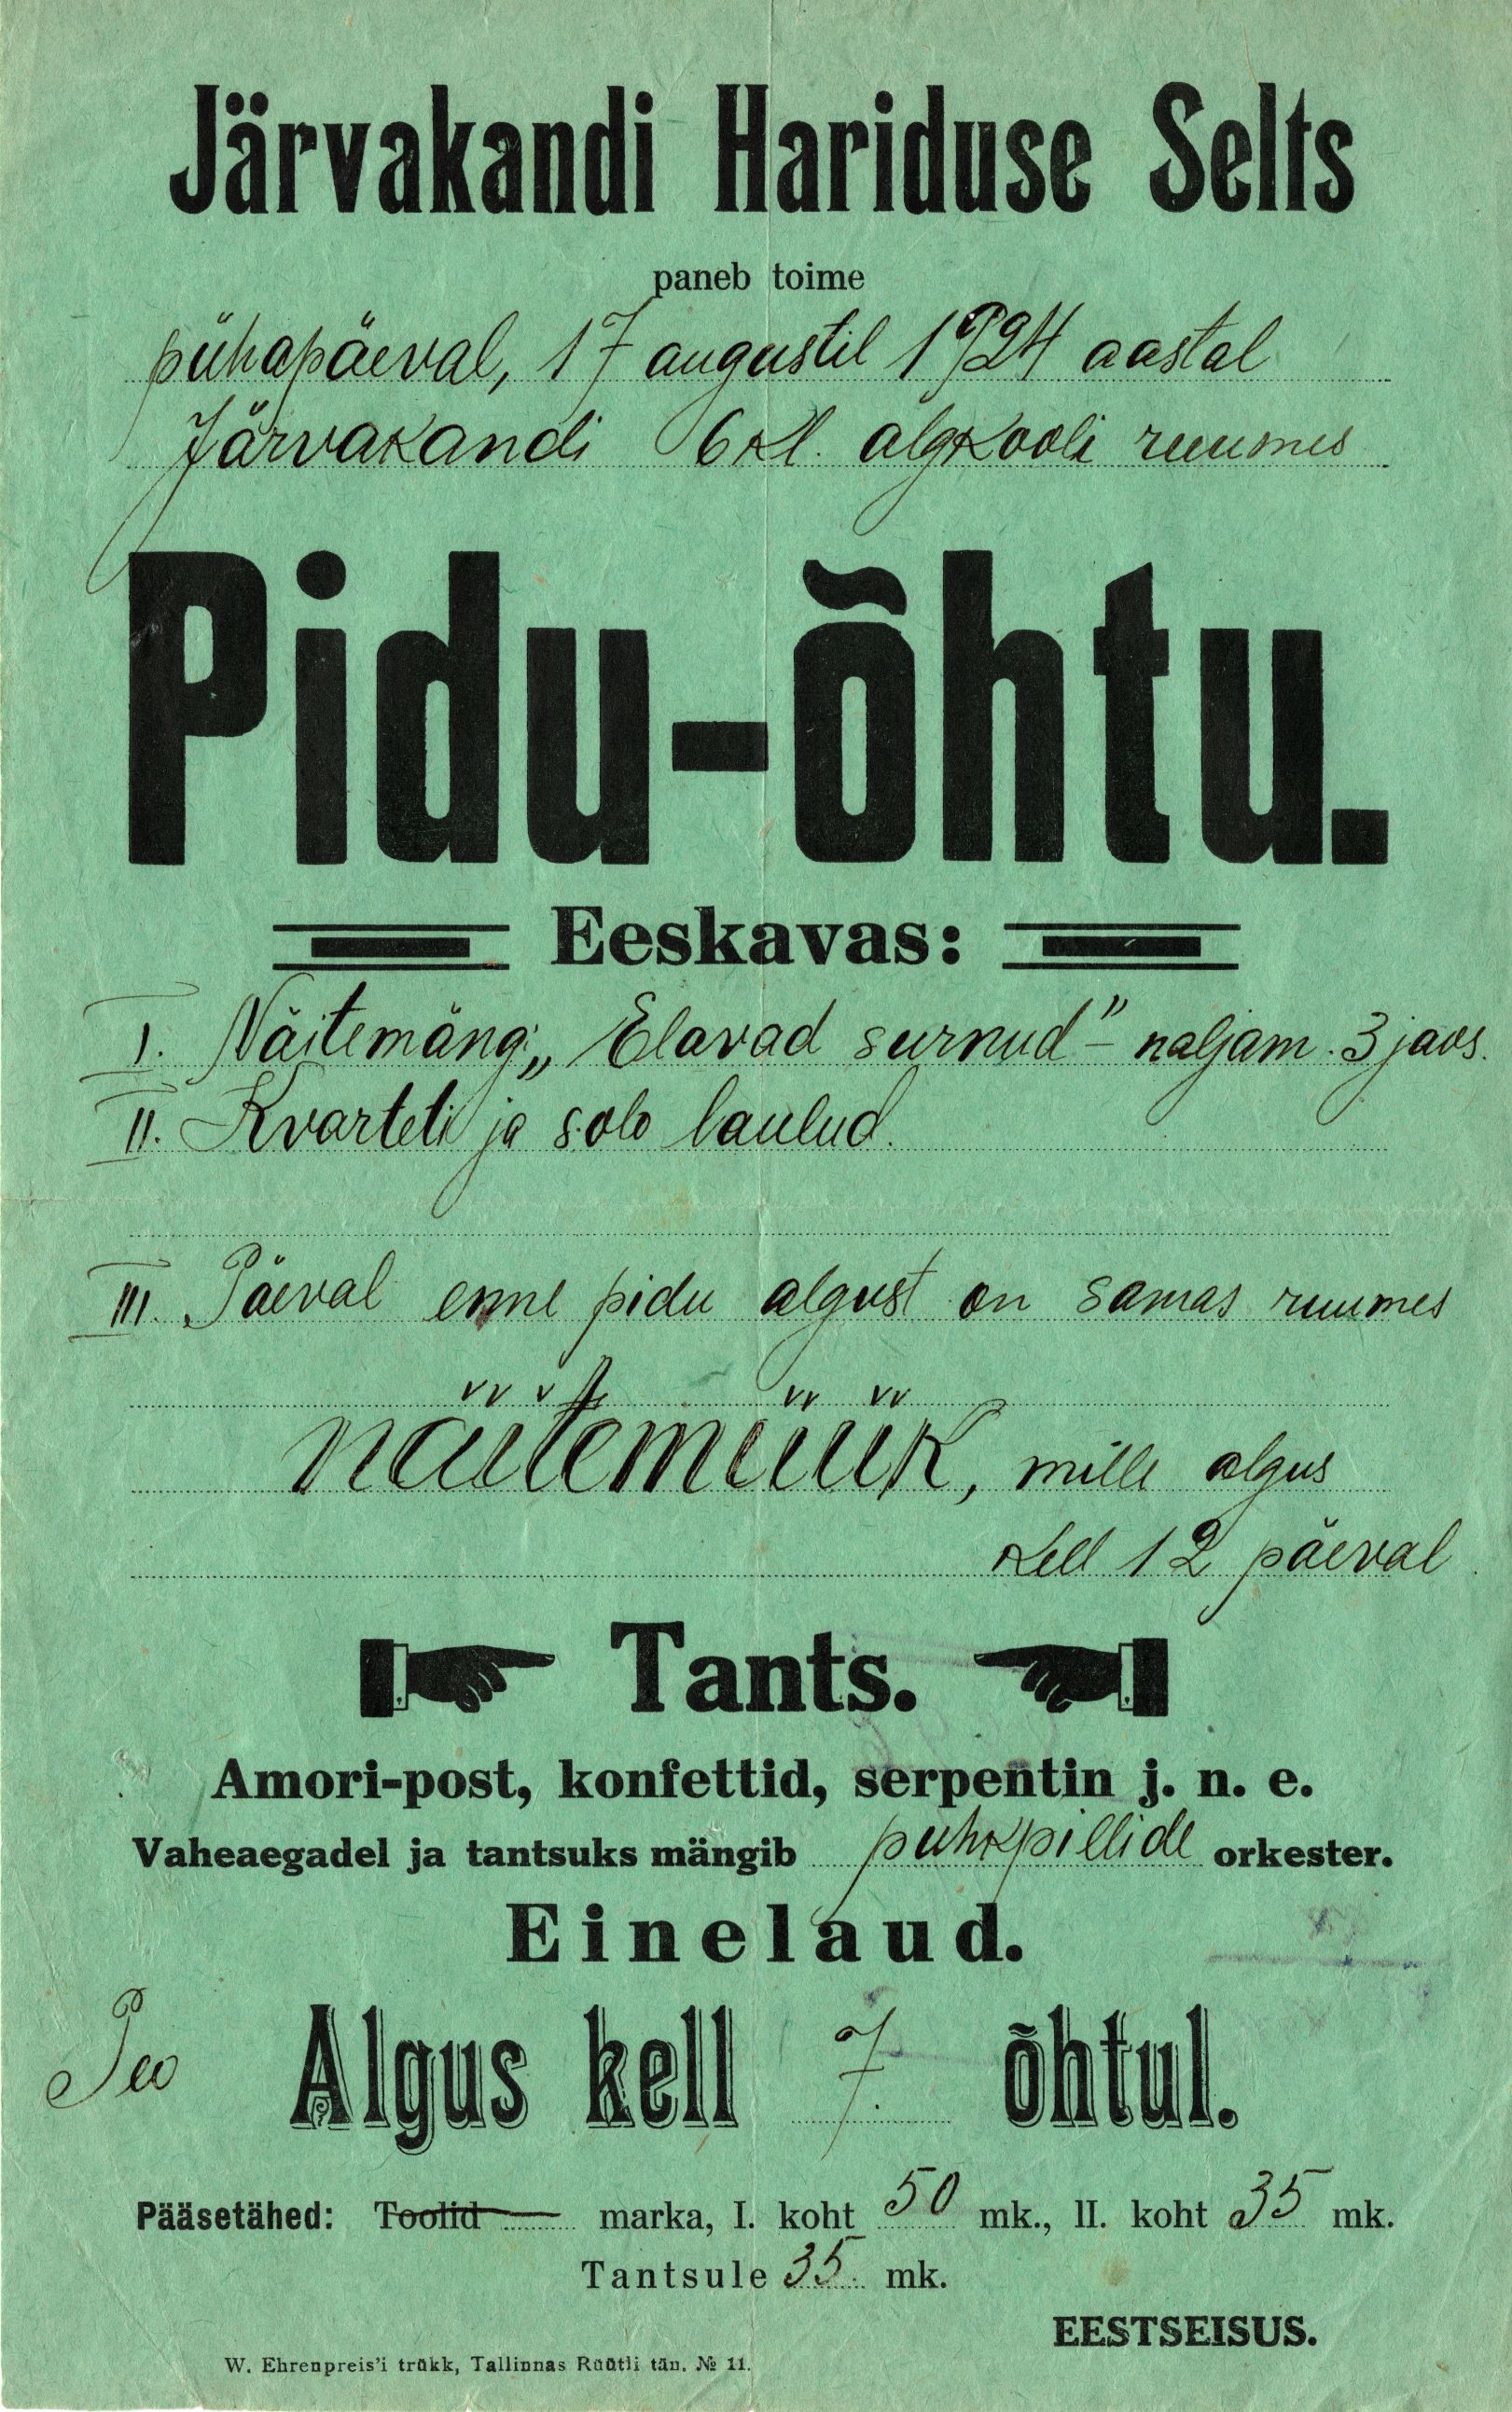 Järvakandi Hariduse Selts
paneb toime
pühapäeval, 17 augustil 1924 aastal
Järvakandi 6 kl. algkooli ruumes
Pidu-õhtu.
Eeskavas:
I. Näitemäng: „Elavad surnud" - naljam. 3 jaos.
II. Kvarteti ja solo laulud.
III. Päeval enne pidu algust on samas ruumes
näitemüük, mille algus
kell 12 päeval
Tants.
Amori-post, konfettid, serpentin j. n. e.
Vaheaegadel ja tantsuks mängib puhkpillide orkester.
Einelaud.
Peo Algus kell 7. õhtul.
Pääsetähed: Toolid marka, I. koht 50 mk., II. koht 35 mk.
Tantsule 35 mk.
EESTSEISUS.
W. Ehrenpreis'i trükk, Tallinnas Rüütli tän. № 11.